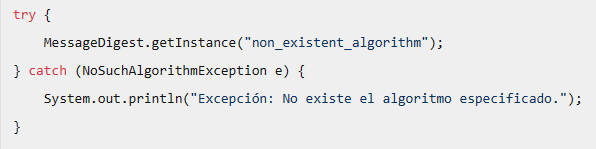 try {
    MessageDigest.getInstance("non_existent_algorithm");
} catch (NoSuchAlgorithmException e) {
    System.out.println("Excepción: No existe el algoritmo especificado.");
}